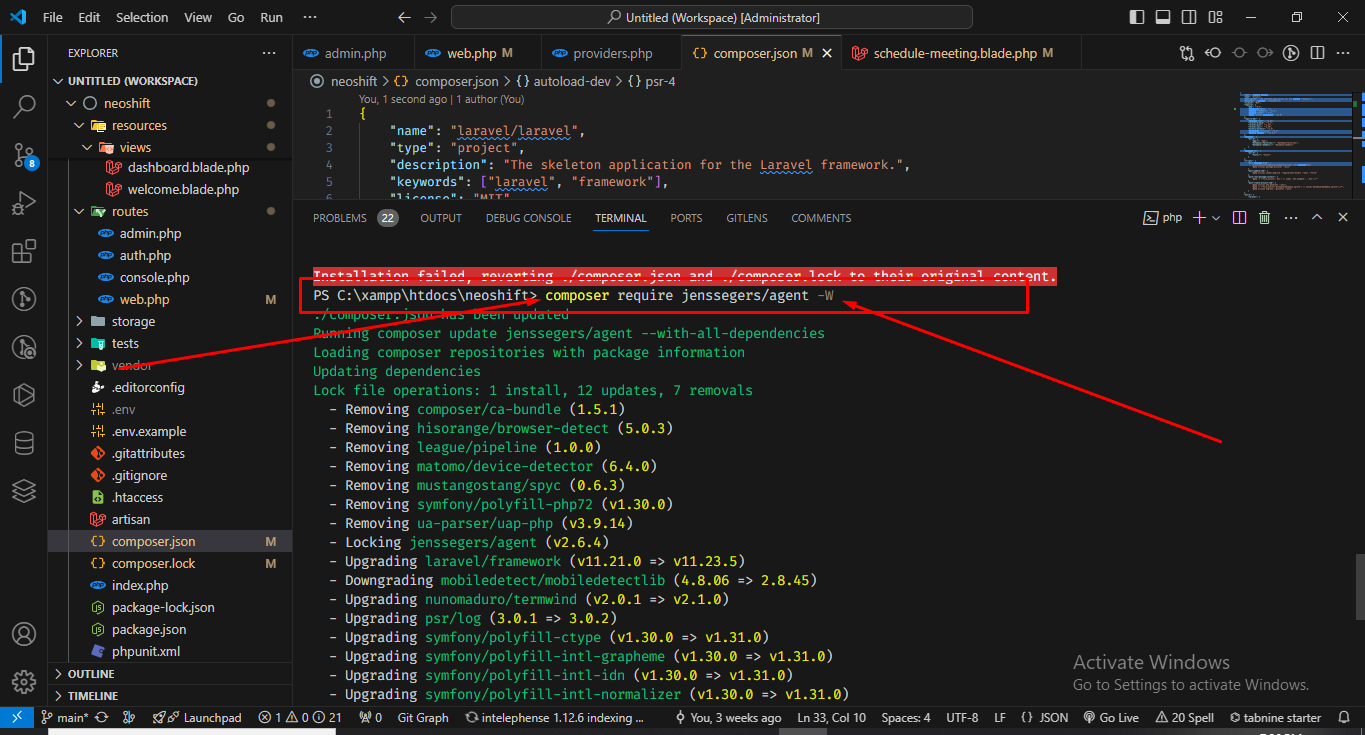 File Edit Selection View Go Run ··· Untitled (Workspace) [Administrator]
EXPLORER ···
UNTITLED (WORKSPACE)
neoshift
resources
views
dashboard.blade.php
welcome.blade.php
routes
admin.php
auth.php
console.php
web.php M
storage
tests
vendor
.editorconfig
.env
.env.example
.gitattributes
.gitignore
.htaccess
artisan
composer.json M
composer.lock M
index.php
package-lock.json
package.json
phpunit.xml
OUTLINE
TIMELINE
8
admin.php web.php M providers.php {} composer.json M schedule-meeting.blade.php M
neoshift > {} composer.json > {} autoload-dev > {} psr-4
You, 1 second ago | 1 author (You)
1 {
2 "name": "laravel/laravel",
3 "type": "project",
4 "description": "The skeleton application for the Laravel framework.",
5 "keywords": ["laravel", "framework"],
6 "license": "MIT"
PROBLEMS 22 OUTPUT DEBUG CONSOLE TERMINAL PORTS GITLENS COMMENTS php
Installation failed, reverting ./composer.json and ./composer.lock to their original content.
PS C:\xampp\htdocs\neoshift> composer require jenssegers/agent -W
./composer.json has been updated
Running composer update jenssegers/agent --with-all-dependencies
Loading composer repositories with package information
Updating dependencies
Lock file operations: 1 install, 12 updates, 7 removals
- Removing composer/ca-bundle (1.5.1)
- Removing hisorange/browser-detect (5.0.3)
- Removing league/pipeline (1.0.0)
- Removing matomo/device-detector (6.4.0)
- Removing mustangostang/spyc (0.6.3)
- Removing symfony/polyfill-php72 (v1.30.0)
- Removing ua-parser/uap-php (v3.9.14)
- Locking jenssegers/agent (v2.6.4)
- Upgrading laravel/framework (v11.21.0 => v11.23.5)
- Downgrading mobiledetect/mobiledetectlib (4.8.06 => 2.8.45)
- Upgrading nunomaduro/termwind (v2.0.1 => v2.1.0)
- Upgrading psr/log (3.0.1 => 3.0.2)
- Upgrading symfony/polyfill-ctype (v1.30.0 => v1.31.0)
- Upgrading symfony/polyfill-intl-grapheme (v1.30.0 => v1.31.0)
- Upgrading symfony/polyfill-intl-idn (v1.30.0 => v1.31.0)
- Upgrading symfony/polyfill-intl-normalizer (v1.30.0 => v1.31.0)
Activate Windows
Go to Settings to activate Windows.
main* Launchpad 1 0 21 0 Git Graph intelephense 1.12.6 indexing ... You, 3 weeks ago Ln 33, Col 10 Spaces: 4 UTF-8 LF {} JSON Go Live 20 Spell tabnine starter